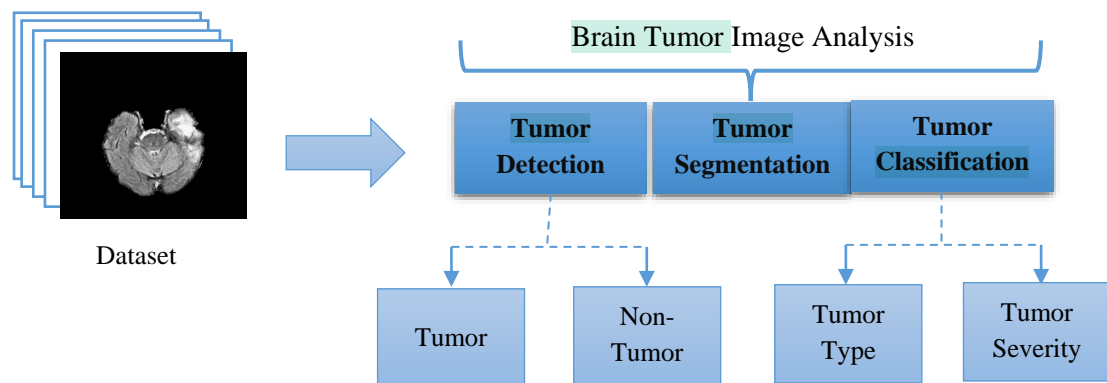 Brain Tumor Image Analysis
Tumor
Detection
Tumor
Segmentation
Tumor
Classification
Dataset
Tumor
Non-
Tumor
Tumor
Type
Tumor
Severity